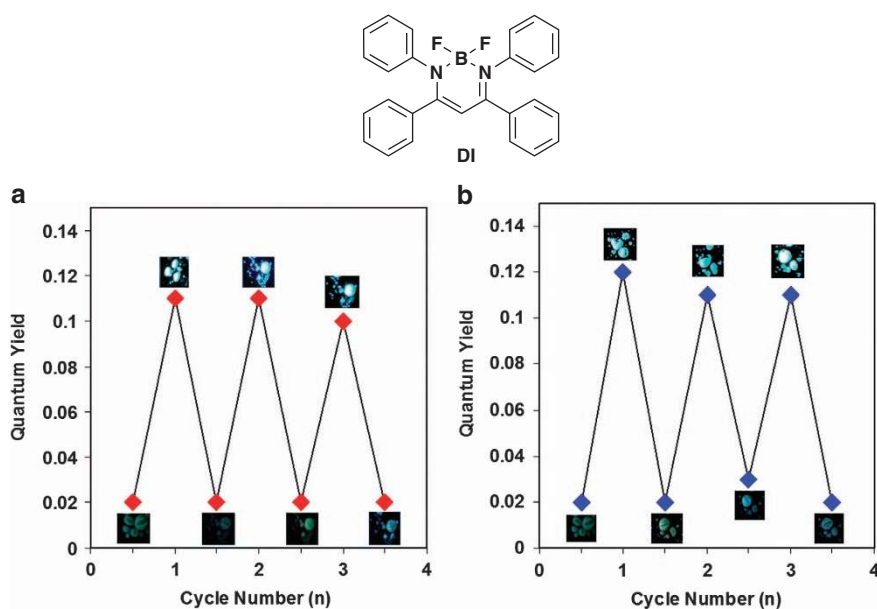 F F
B
N N
DI
a
0.14
0.12
0.1
0.08
0.06
0.04
0.02
0
Quantum Yield
0 1 2 3 4
Cycle Number (n)
b
0.14
0.12
0.1
0.08
0.06
0.04
0.02
0
Quantum Yield
0 1 2 3 4
Cycle Number (n)